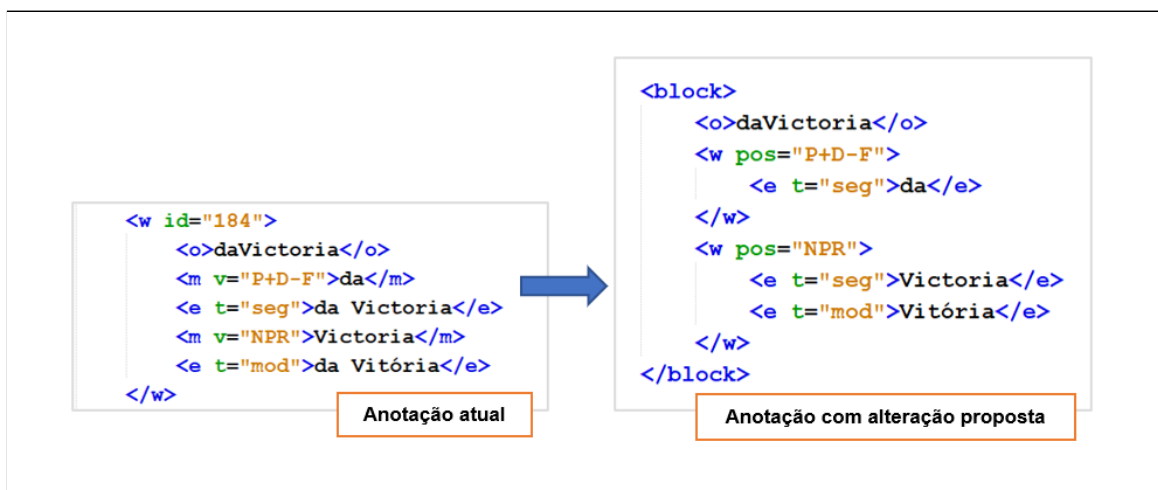 <w id="184">
<o>daVictoria</o>
<m v="P+D-F">da</m>
<e t="seg">da Victoria</e>
<m v="NPR">Victoria</m>
<e t="mod">da Vitória</e>
</w>
Anotação atual
<block>
<o>daVictoria</o>
<w pos="P+D-F">
<e t="seg">da</e>
</w>
<w pos="NPR">
<e t="seg">Victoria</e>
<e t="mod">Vitória</e>
</w>
</block>
Anotação com alteração proposta